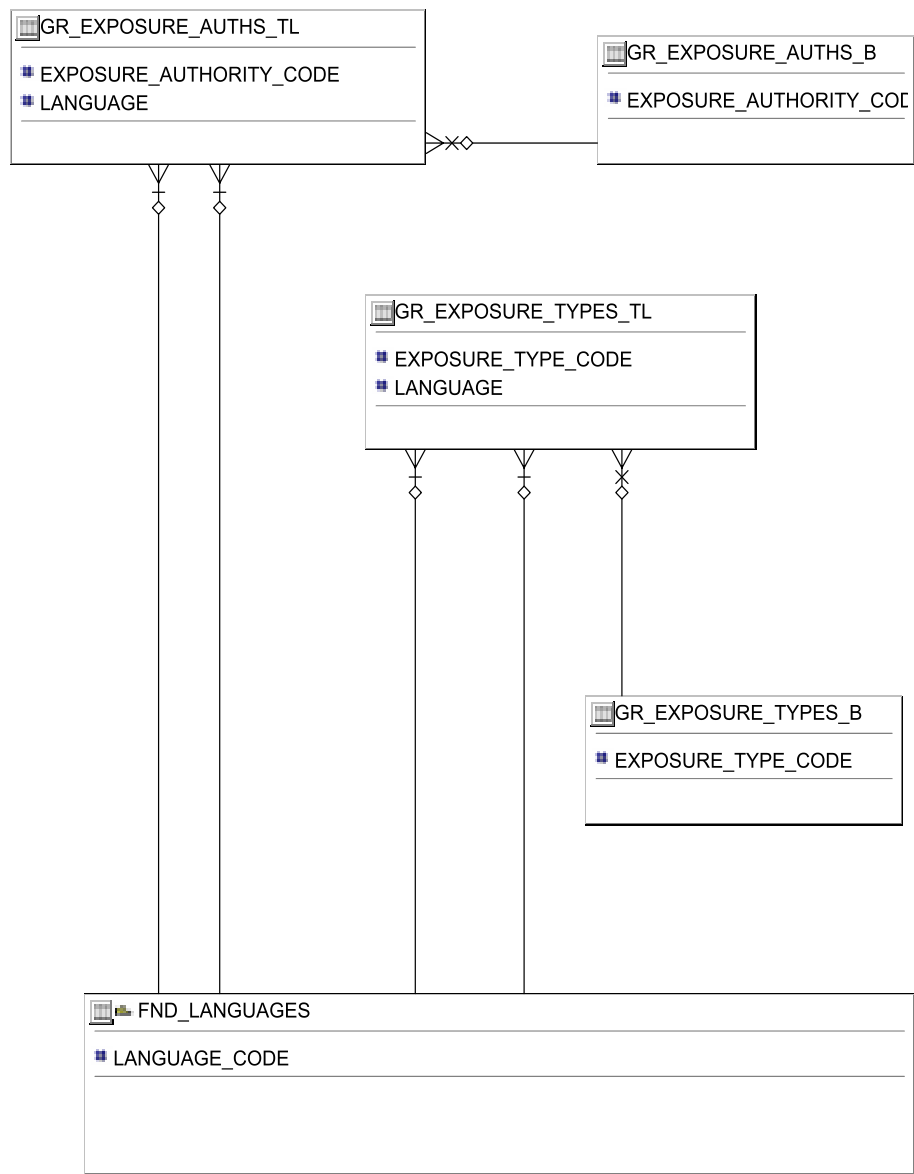 GR_EXPOSURE_AUTHS_TL
EXPOSURE_AUTHORITY_CODE
LANGUAGE
GR_EXPOSURE_AUTHS_B
EXPOSURE_AUTHORITY_COD
GR_EXPOSURE_TYPES_TL
EXPOSURE_TYPE_CODE
LANGUAGE
GR_EXPOSURE_TYPES_B
EXPOSURE_TYPE_CODE
FND_LANGUAGES
LANGUAGE_CODE